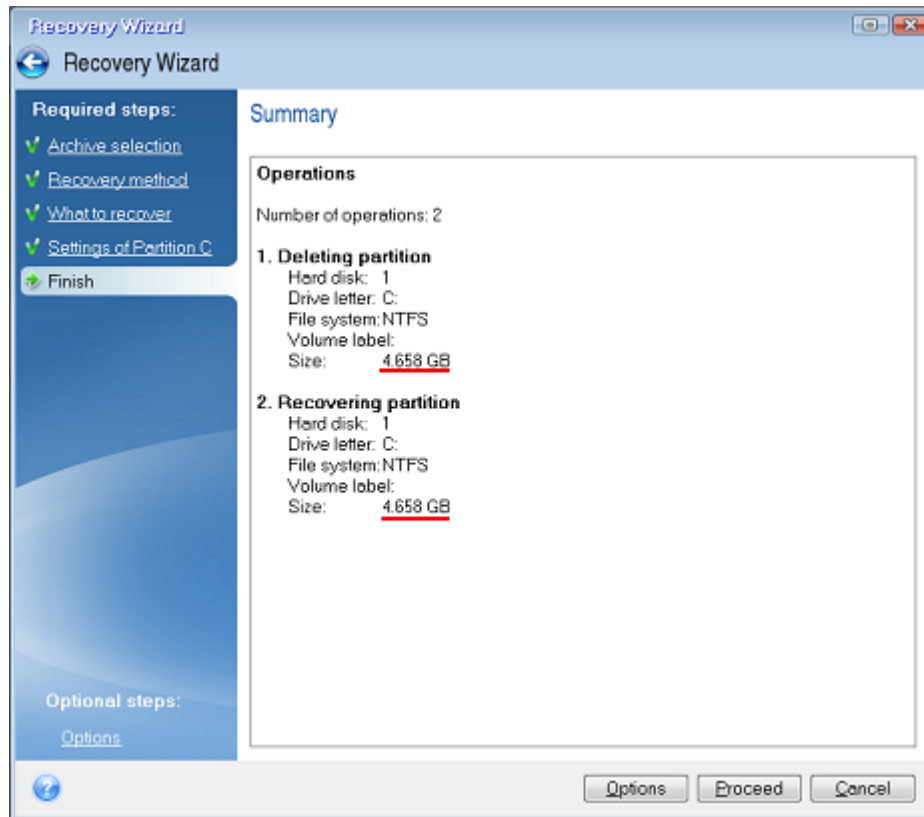 Recovery Wizard
Recovery Wizard
Required steps:
Archive selection
Recovery method
What to recover
Settings of Partition C
Finish
Optional steps:
Options
Summary
Operations
Number of operations: 2
1. Deleting partition
Hard disk: 1
Drive letter: C:
File system: NTFS
Volume label:
Size: 4.658 GB
2. Recovering partition
Hard disk: 1
Drive letter: C:
File system: NTFS
Volume label:
Size: 4.658 GB
?
Options
Proceed
Cancel